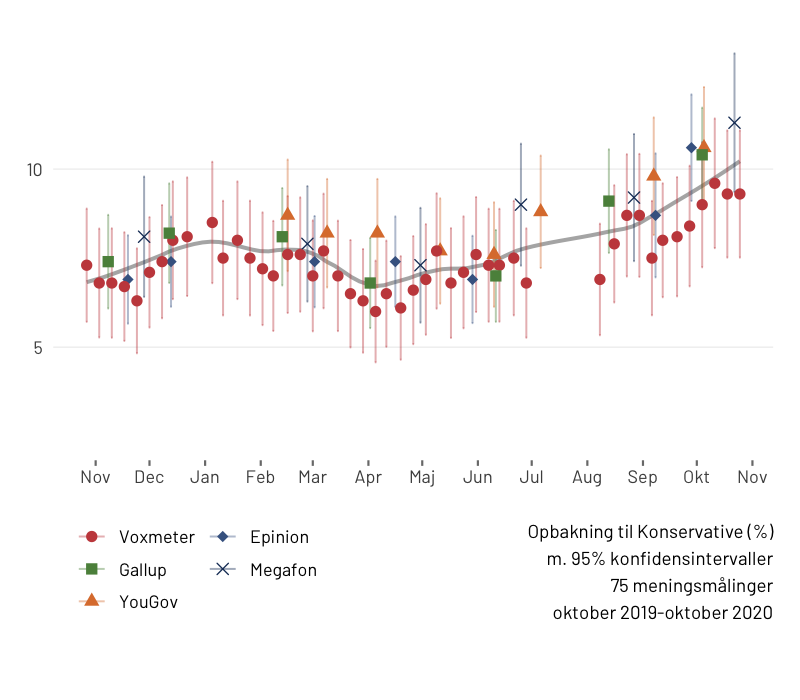 10
5
Nov Dec Jan Feb Mar Apr Maj Jun Jul Aug Sep Okt Nov
Voxmeter Epinion
Gallup Megafon
YouGov
Opbakning til Konservative (%)
m. 95% konfidensintervaller
75 meningsmålinger
oktober 2019-oktober 2020